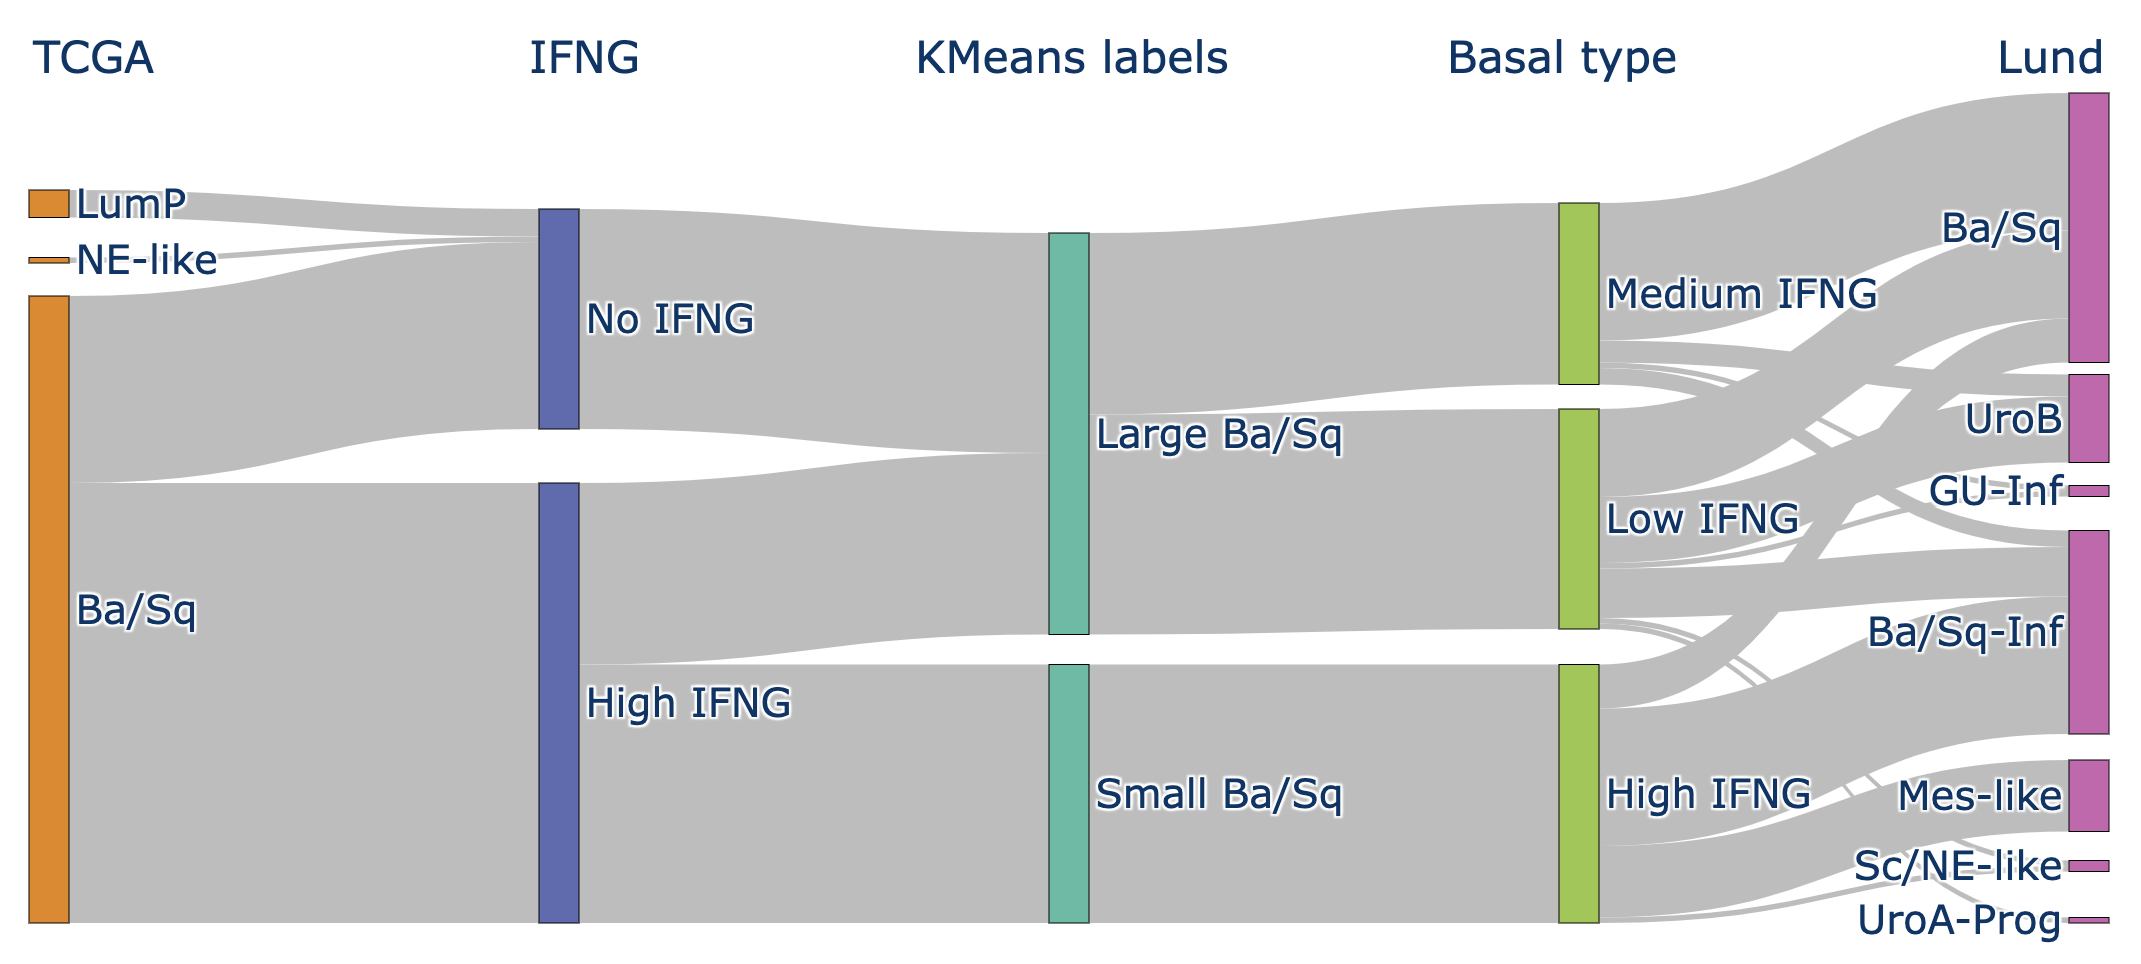 TCGA
IFNG
KMeans labels
Basal type
Lund
LumP
NE-like
Ba/Sq
No IFNG
High IFNG
Large Ba/Sq
Small Ba/Sq
Medium IFNG
Low IFNG
High IFNG
Ba/Sq
UroB
GU-Inf
Ba/Sq-Inf
Mes-like
Sc/NE-like
UroA-Prog